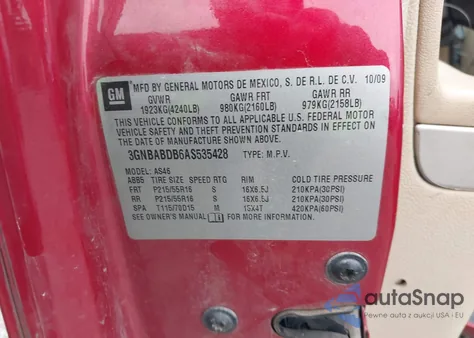 GM MFD BY GENERAL MOTORS DE MEXICO, S. DE R.L. DE C.V. 10/09
GVWR GAWR FRT GAWR RR
1923KG(4240LB) 980KG(2160LB) 979KG(2158LB)
THIS VEHICLE CONFORMS TO ALL APPLICABLE U.S. FEDERAL MOTOR
VEHICLE SAFETY AND THEFT PREVENTION STANDARDS IN EFFECT ON
THE DATE OF MANUFACTURE SHOWN ABOVE.
3GNBABDB6AS535428 TYPE: M.P.V.
MODEL: AS46
ABB5 TIRE SIZE SPEED RTG RIM COLD TIRE PRESSURE
FRT P215/55R16 S 16X6.5J 210KPA(30PSI)
RR P215/55R16 S 16X6.5J 210KPA(30PSI)
SPA T115/70D15 M 15X4T 420KPA(60PSI)
SEE OWNER'S MANUAL FOR MORE INFORMATION.
autoSnap
Pewne auta z aukcji USA i EU